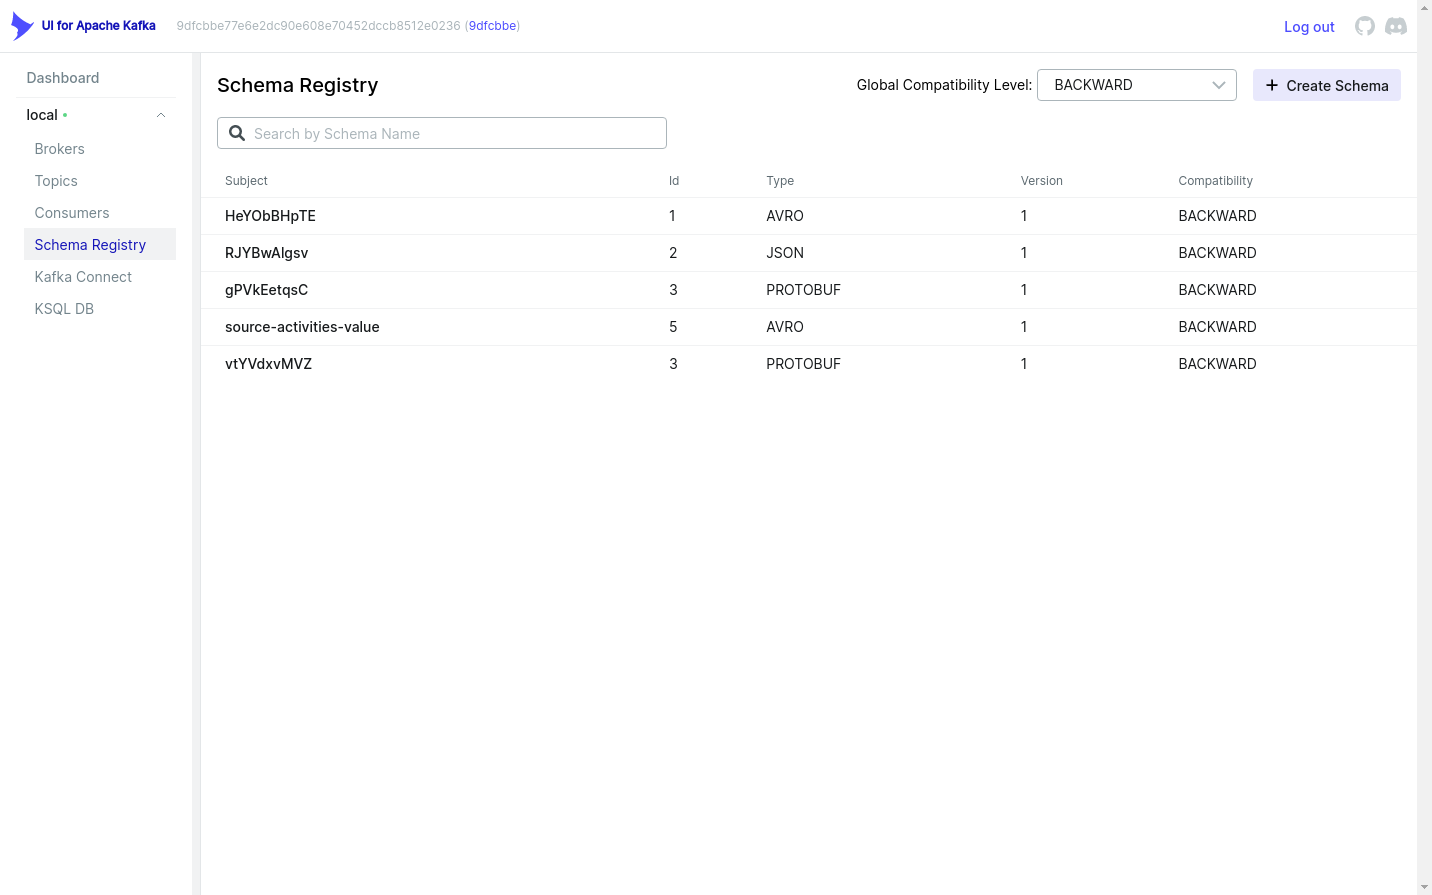 UI for Apache Kafka 9dfcbbe77e6e2dc90e608e70452dccb8512e0236 (9dfcbbe) Log out
Dashboard
local
Brokers
Topics
Consumers
Schema Registry
Kafka Connect
KSQL DB
Schema Registry Global Compatibility Level: BACKWARD Create Schema
Search by Schema Name
Subject Id Type Version Compatibility
HeYObBHpTE 1 AVRO 1 BACKWARD
RJYBwAlgsv 2 JSON 1 BACKWARD
gPVkEetqsC 3 PROTOBUF 1 BACKWARD
source-activities-value 5 AVRO 1 BACKWARD
vtYVdxvMVZ 3 PROTOBUF 1 BACKWARD